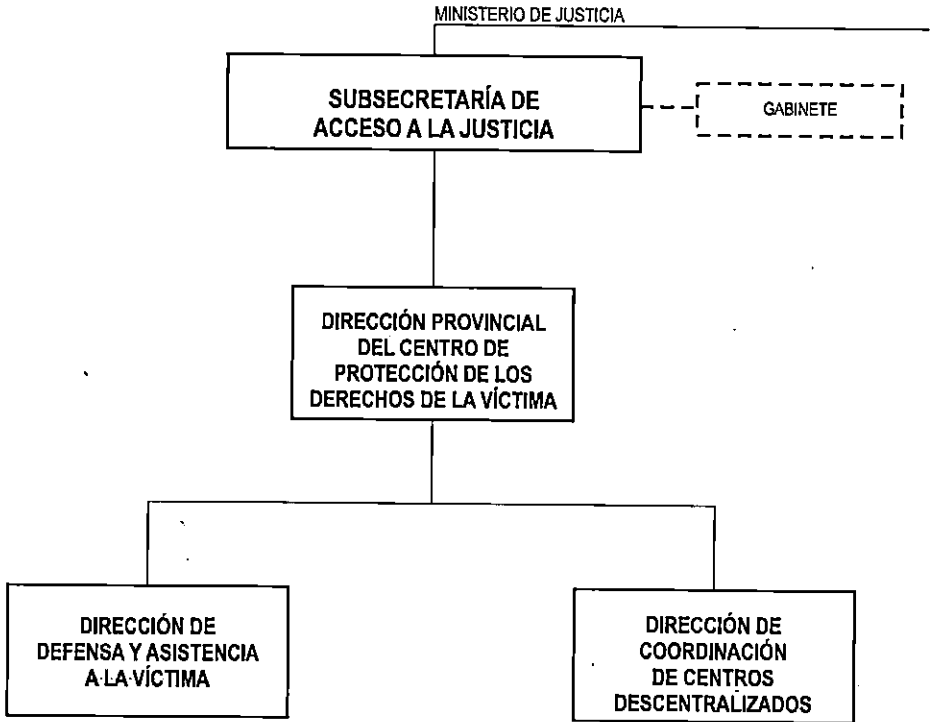 MINISTERIO DE JUSTICIA
SUBSECRETARÍA DE
ACCESO A LA JUSTICIA
GABINETE
DIRECCIÓN PROVINCIAL
DEL CENTRO DE
PROTECCIÓN DE LOS
DERECHOS DE LA VÍCTIMA
DIRECCIÓN DE
DEFENSA Y ASISTENCIA
A LA VÍCTIMA
DIRECCIÓN DE
COORDINACIÓN
DE CENTROS
DESCENTRALIZADOS